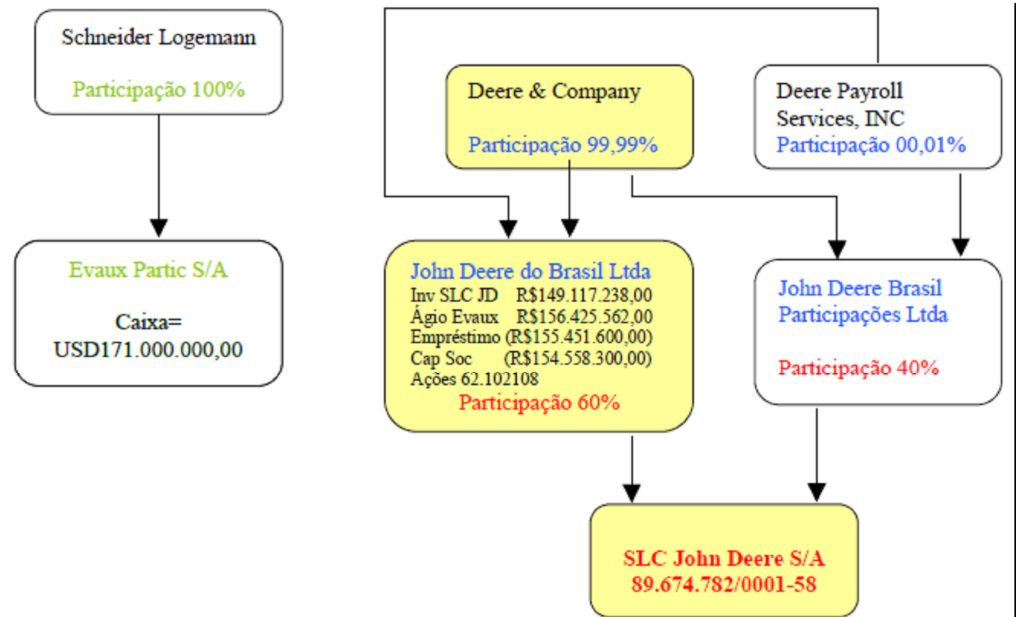 Schneider Logemann
Participação 100%
Evaux Partic S/A
Caixa=
USD171.000.000,00
Deere & Company
Participação 99,99%
Deere Payroll
Services, INC
Participação 00,01%
John Deere do Brasil Ltda
Inv SLC JD R$149.117.238,00
Ágio Evaux R$156.425.562,00
Empréstimo (R$155.451.600,00)
Cap Soc (R$154.558.300,00)
Ações 62.102108
Participação 60%
John Deere Brasil
Participações Ltda
Participação 40%
SLC John Deere S/A
89.674.782/0001-58